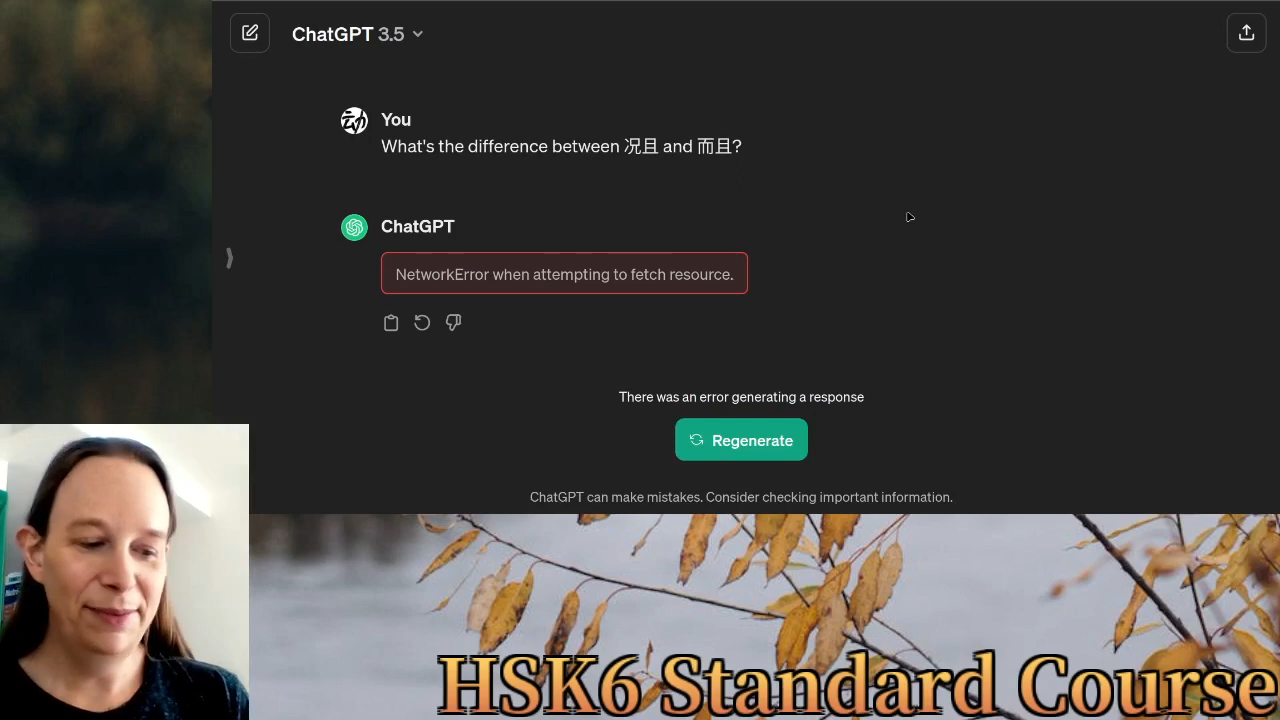 ChatGPT 3.5
You
What's the difference between 况且 and 而且?
ChatGPT
NetworkError when attempting to fetch resource.
There was an error generating a response
Regenerate
ChatGPT can make mistakes. Consider checking important information.
HSK6 Standard Course